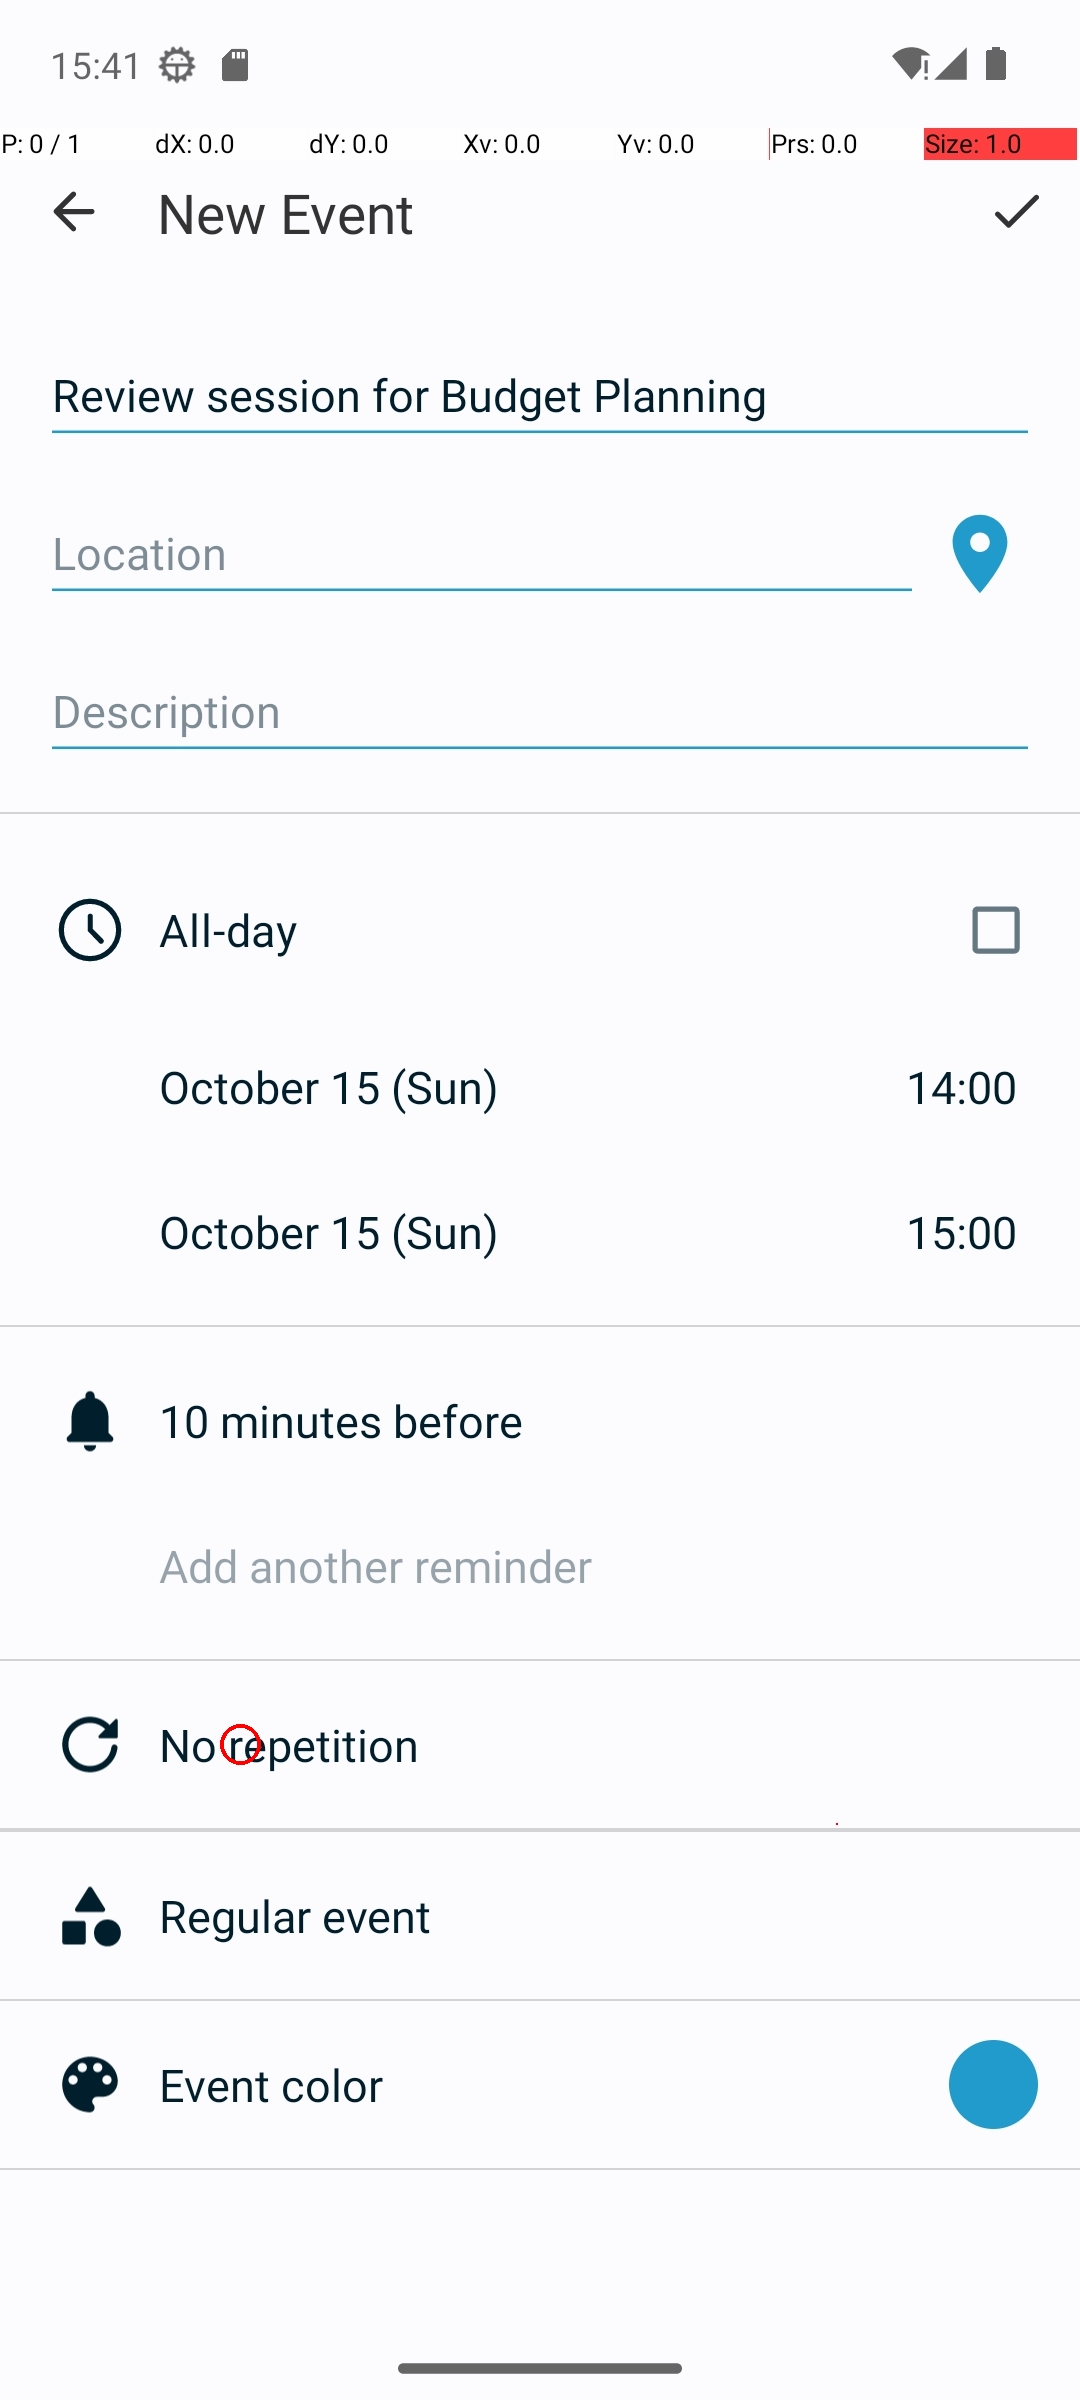 15:41
P: 0 / 1 dX: 0.0 dY: 0.0 Xv: 0.0 Yv: 0.0 Prs: 0.0 Size: 1.0
New Event
Review session for Budget Planning
Location
Description
All-day
October 15 (Sun) 14:00
October 15 (Sun) 15:00
10 minutes before
Add another reminder
No repetition
Regular event
Event color